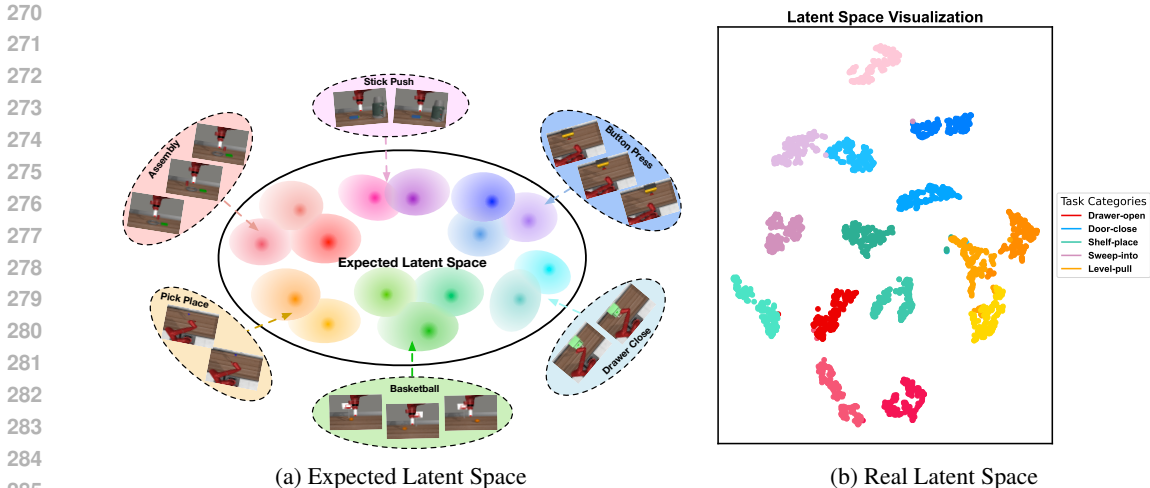 270
271
272
273
274
275
276
277
278
279
280
281
282
283
284
285
Stick Push
Assembly
Button Press
Expected Latent Space
Pick Place
Drawer Close
Basketball
(a) Expected Latent Space
Latent Space Visualization
Task Categories
Drawer-open
Door-close
Shelf-place
Sweep-into
Level-pull
(b) Real Latent Space